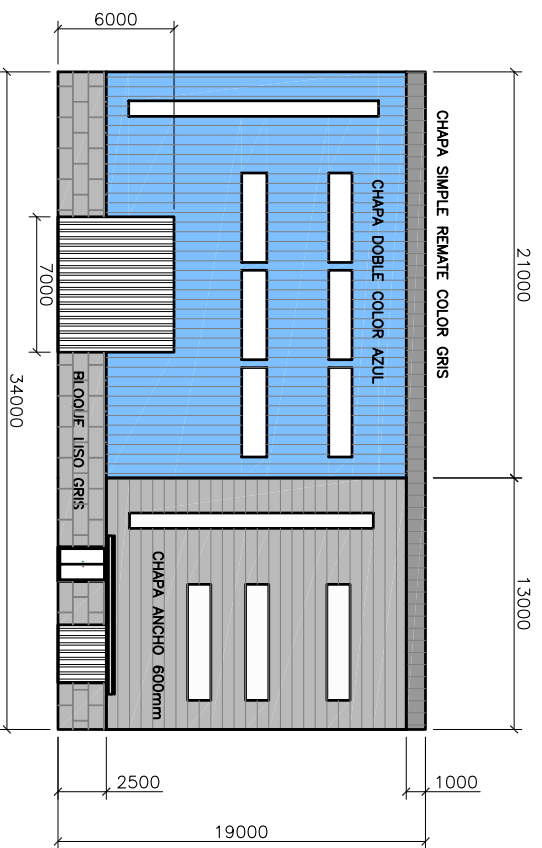 6000
CHAPA SIMPLE REMATE COLOR GRIS
21000
CHAPA DOBLE COLOR AZUL
7000
34000
BLOQUE LISO GRIS
13000
CHAPA ANCHO 600mm
2500
1000
19000